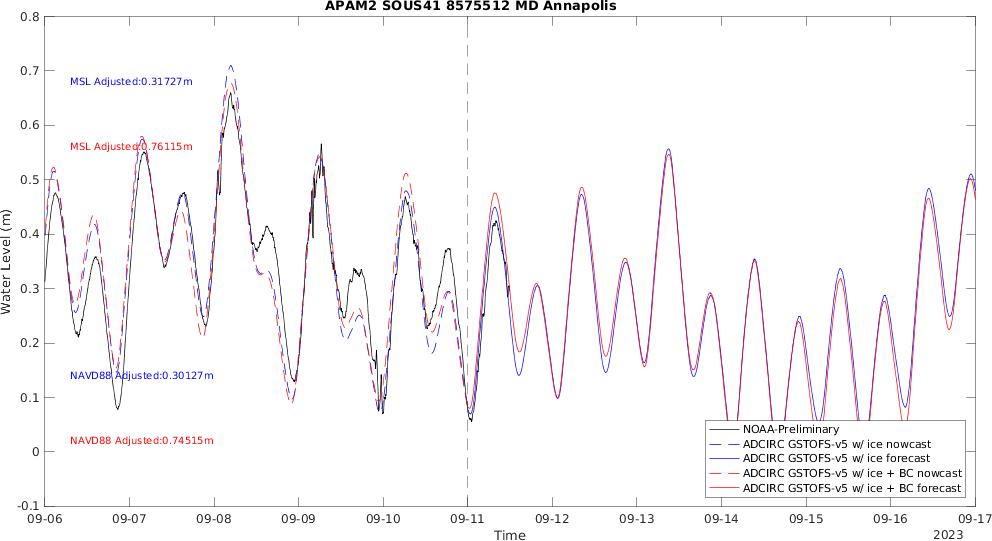 APAM2 SOUS41 8575512 MD Annapolis
0.8
0.7
0.6
0.5
0.4
0.3
0.2
0.1
0
-0.1
Water Level (m)
MSL Adjusted:0.31727m
MSL Adjusted:0.76115m
NAVD88 Adjusted:0.30127m
NAVD88 Adjusted:0.74515m
NOAA-Preliminary
ADCIRC GSTOFS-v5 w/ ice nowcast
ADCIRC GSTOFS-v5 w/ ice forecast
ADCIRC GSTOFS-v5 w/ ice + BC nowcast
ADCIRC GSTOFS-v5 w/ ice + BC forecast
09-06 09-07 09-08 09-09 09-10 09-11 09-12 09-13 09-14 09-15 09-16 09-17
Time
2023